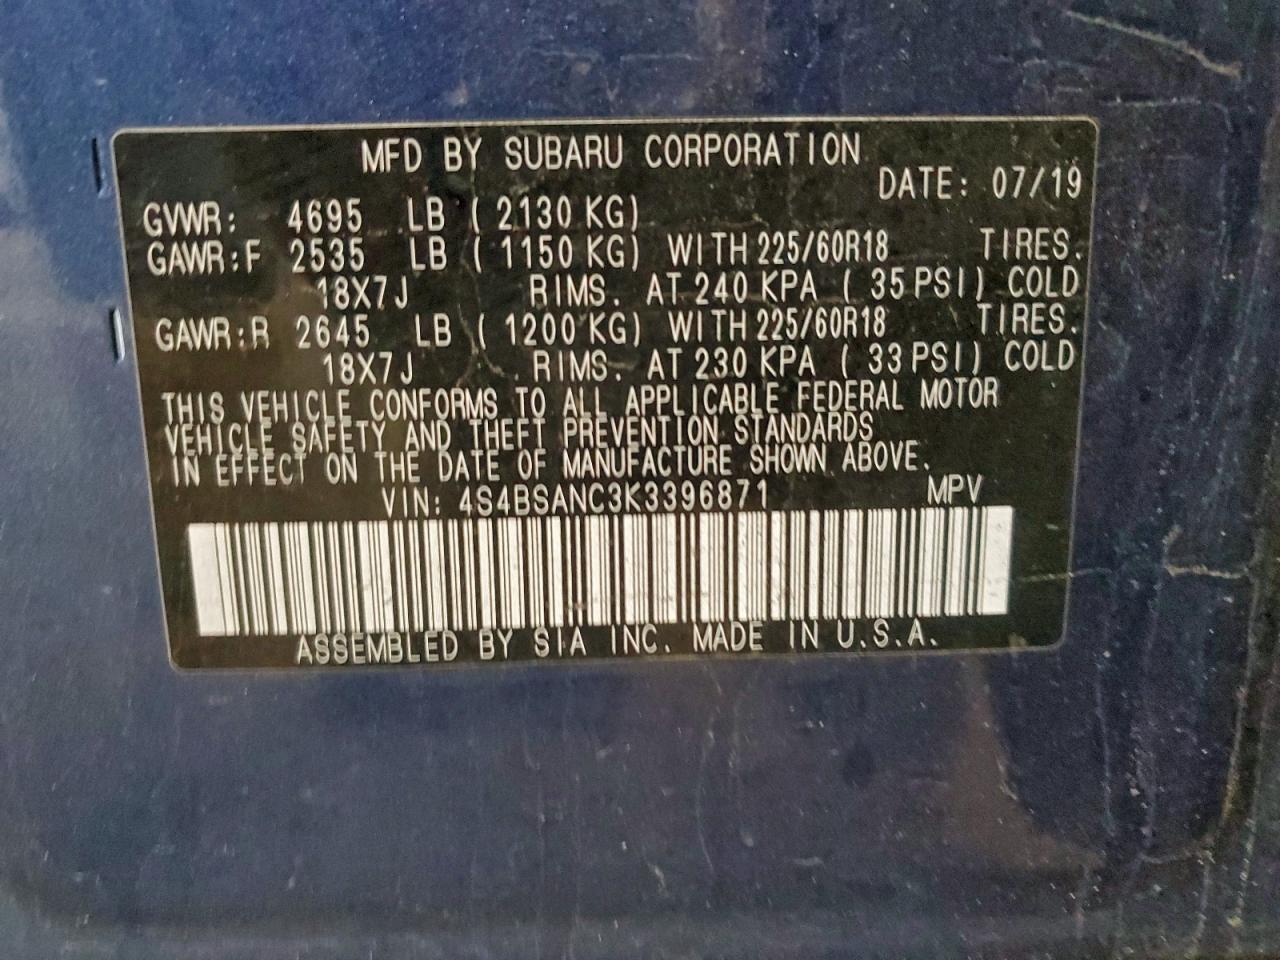 MFD BY SUBARU CORPORATION
DATE: 07/19
GVWR: 4695 LB ( 2130 KG)
GAWR:F 2535 LB ( 1150 KG) WITH 225/60R18 TIRES.
18X7J RIMS. AT 240 KPA ( 35 PSI) COLD
GAWR:R 2645 LB ( 1200 KG) WITH 225/60R18 TIRES.
18X7J RIMS. AT 230 KPA ( 33 PSI) COLD
THIS VEHICLE CONFORMS TO ALL APPLICABLE FEDERAL MOTOR
VEHICLE SAFETY AND THEFT PREVENTION STANDARDS
IN EFFECT ON THE DATE OF MANUFACTURE SHOWN ABOVE.
VIN: 4S4BSANC3K3396871 MPV
ASSEMBLED BY SIA INC. MADE IN U.S.A.